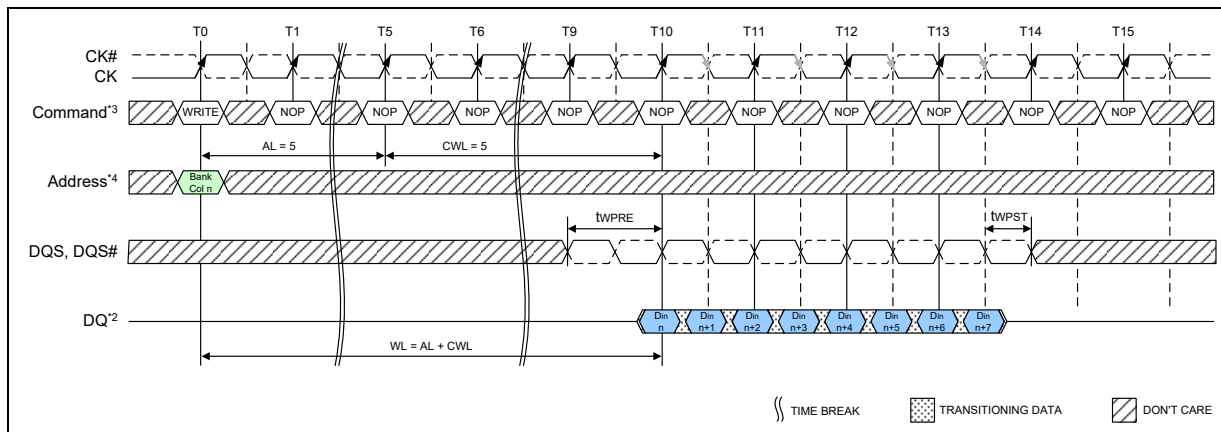 T0 T1 T5 T6 T9 T10 T11 T12 T13 T14 T15
CK#
CK
Command*3 WRITE NOP NOP NOP NOP NOP NOP NOP NOP NOP NOP
AL = 5 CWL = 5
Address*4 Bank
Col n
tWPRE tWPST
DQS, DQS#
DQ*2 Din Din Din Din Din Din Din Din
n n+1 n+2 n+3 n+4 n+5 n+6 n+7
WL = AL + CWL
TIME BREAK TRANSITIONING DATA DON'T CARE